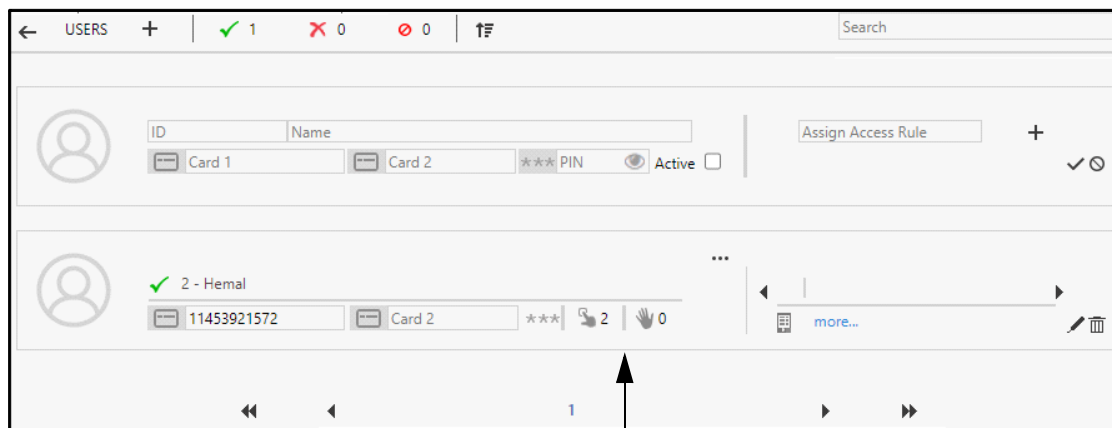 USERS 1 0 0 Search
ID Name Assign Access Rule
Card 1 Card 2 *** PIN Active
2 - Hemal
11453921572 Card 2 *** 2 0
more...
1